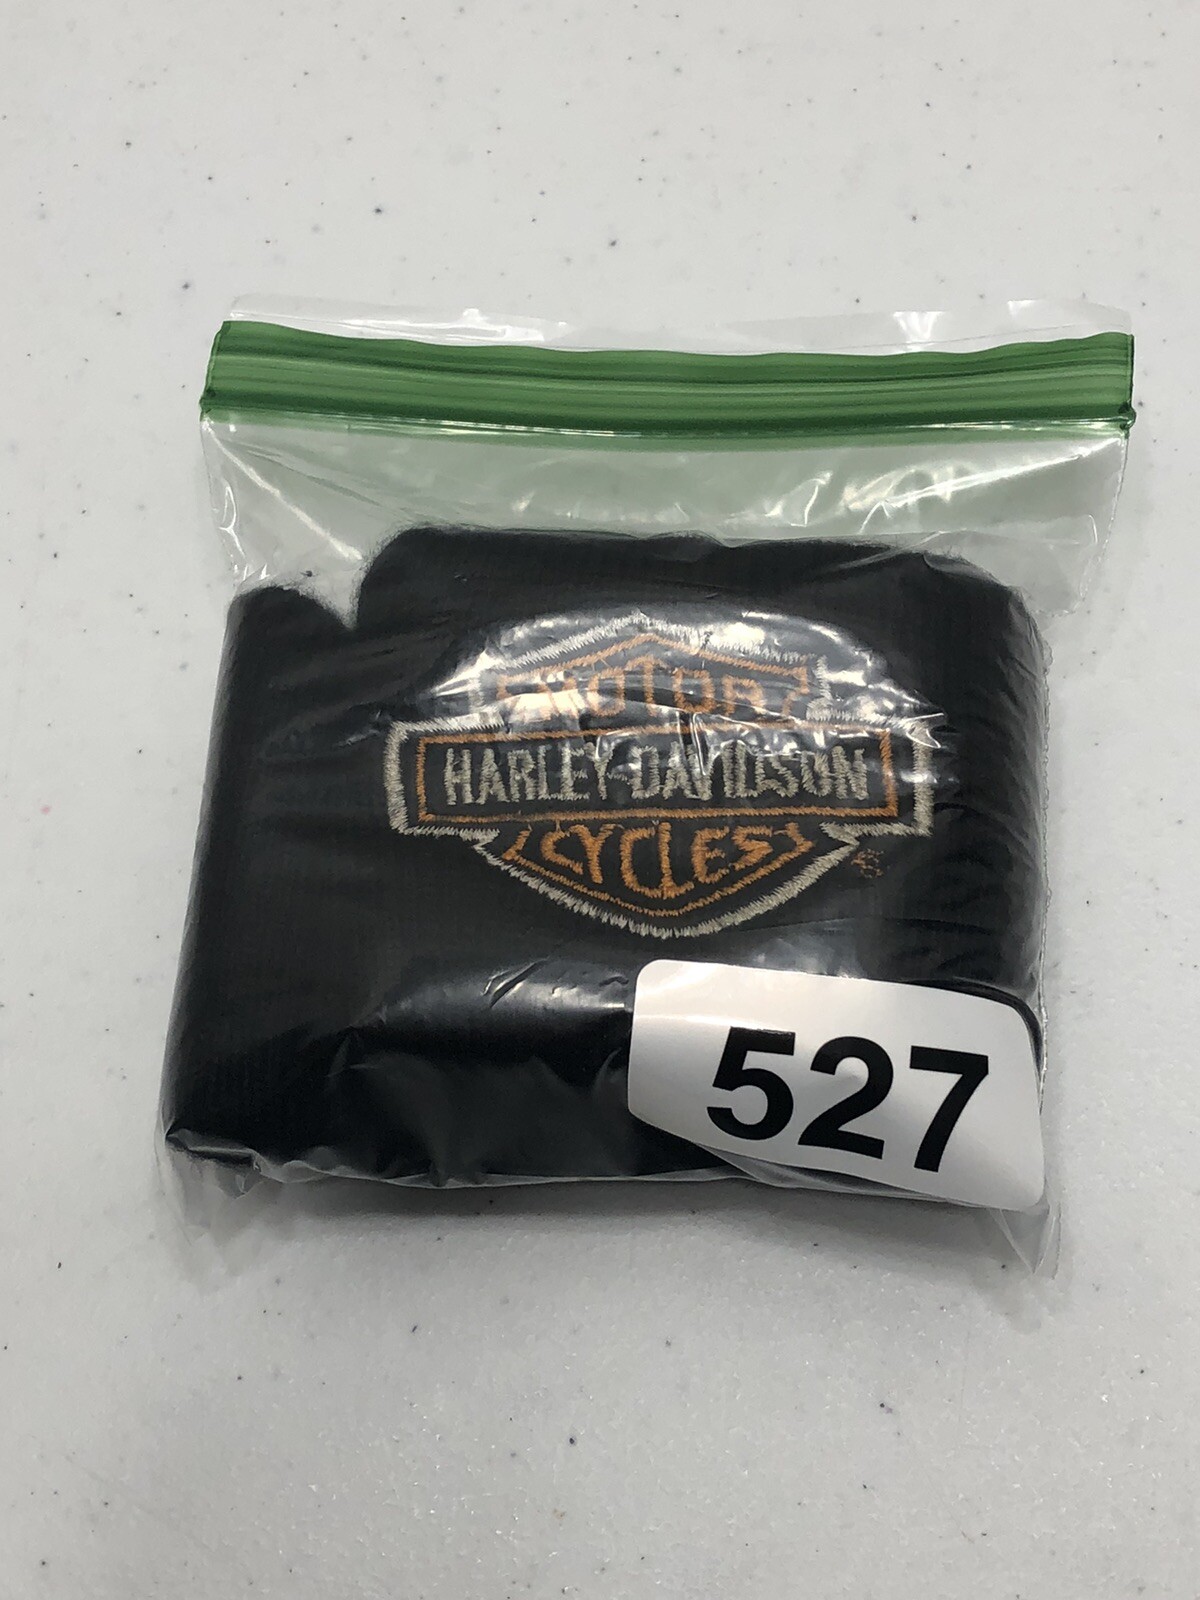 MOTOR
HARLEY-DAVIDSON
CYCLES
527